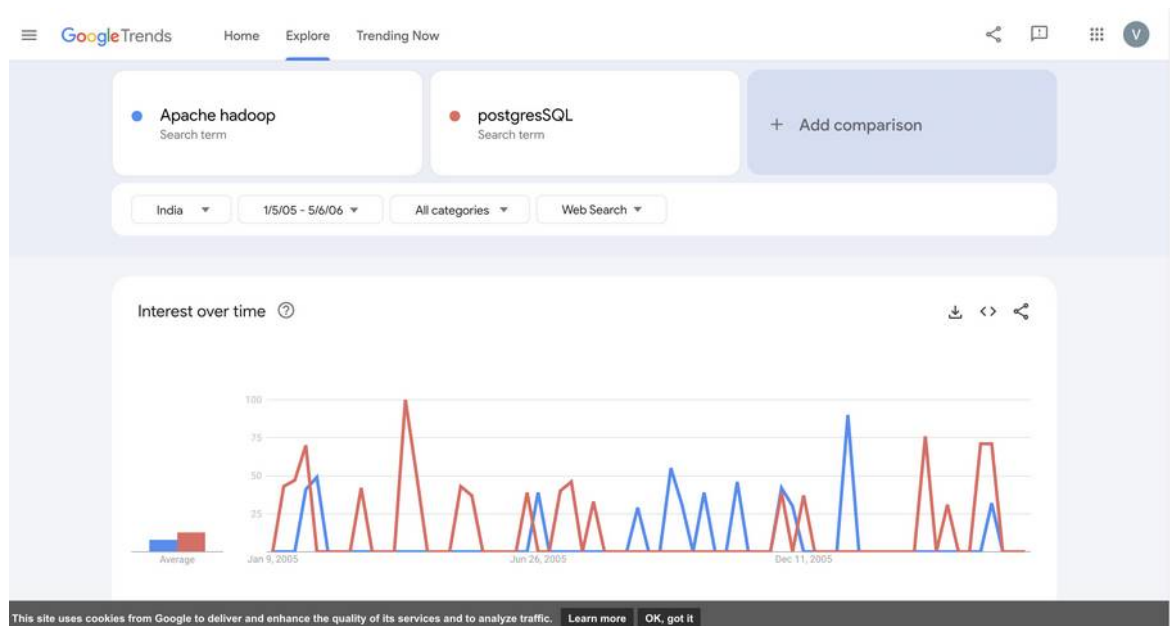 GoogleTrends Home Explore Trending Now V
Apache hadoop
Search term
postgresSQL
Search term
+ Add comparison
India 1/5/05 - 5/6/06 All categories Web Search
Interest over time
100
75
50
25
Average
Jan 9, 2005 Jun 26, 2005 Dec 11, 2005
This site uses cookies from Google to deliver and enhance the quality of its services and to analyze traffic. Learn more OK, got it